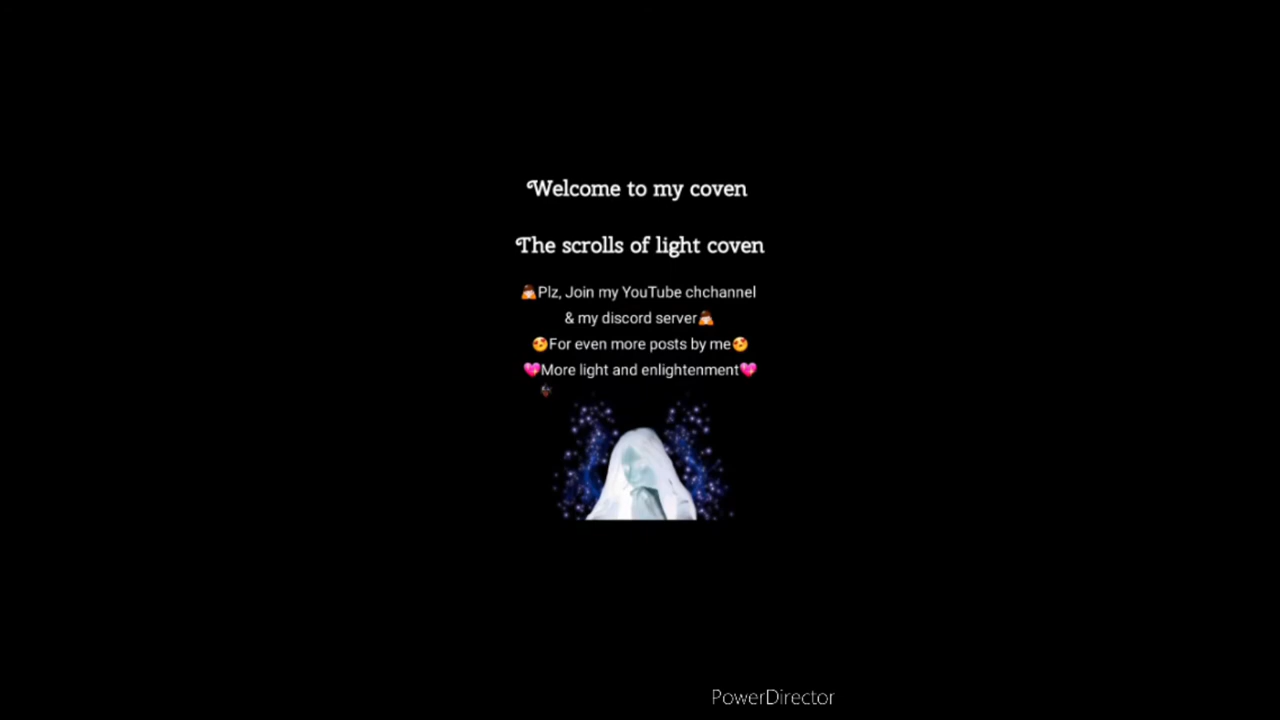 Welcome to my coven
The scrolls of light coven
🙇Plz, Join my YouTube chchannel
& my discord server🙇
🥰For even more posts by me🥰
💖More light and enlightenment💖
PowerDirector